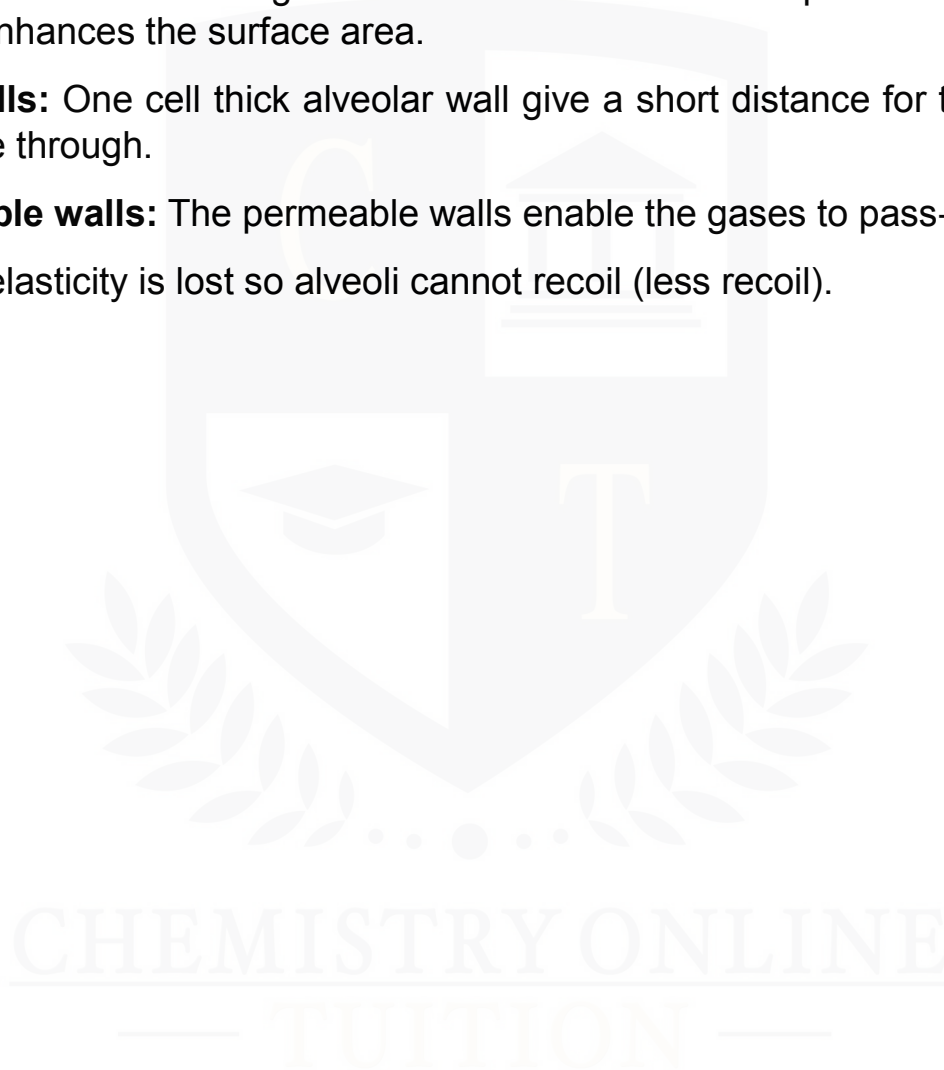 nhances the surface area.
lls: One cell thick alveolar wall give a short distance for t
e through.
ble walls: The permeable walls enable the gases to pass-
elasticity is lost so alveoli cannot recoil (less recoil).
C
T
CHEMISTRY ONLINE
TUITION